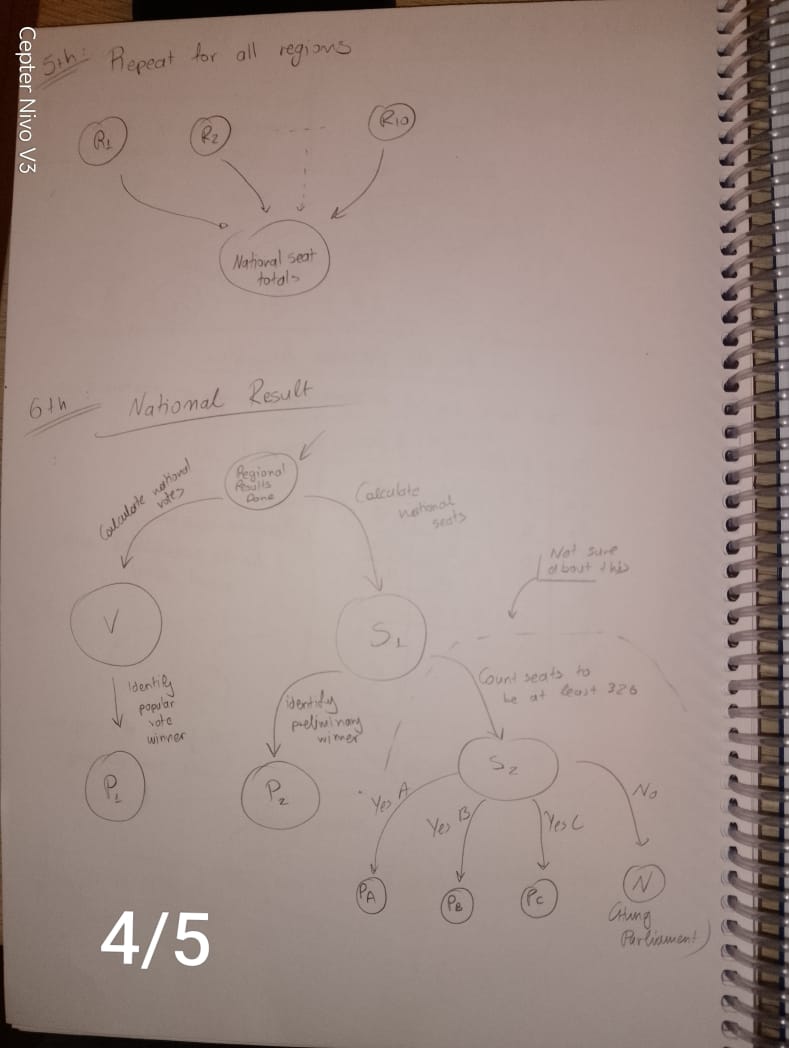 Cepter Nivo V3
5th: Repeat for all regions
R1
R2
R10
National seat
totals
6th
National Result
Regional
Results
Done
Calculate national
votes
Calculate
national
seats
Not sure
about this
V
S1
Identify
popular
vote
winner
identify
preliminary
winner
Count seats to
be at least 326
P1
P2
S2
Yes A
Yes B
Yes C
No
PA
PB
PC
N
(Hung
Parliament)
4/5